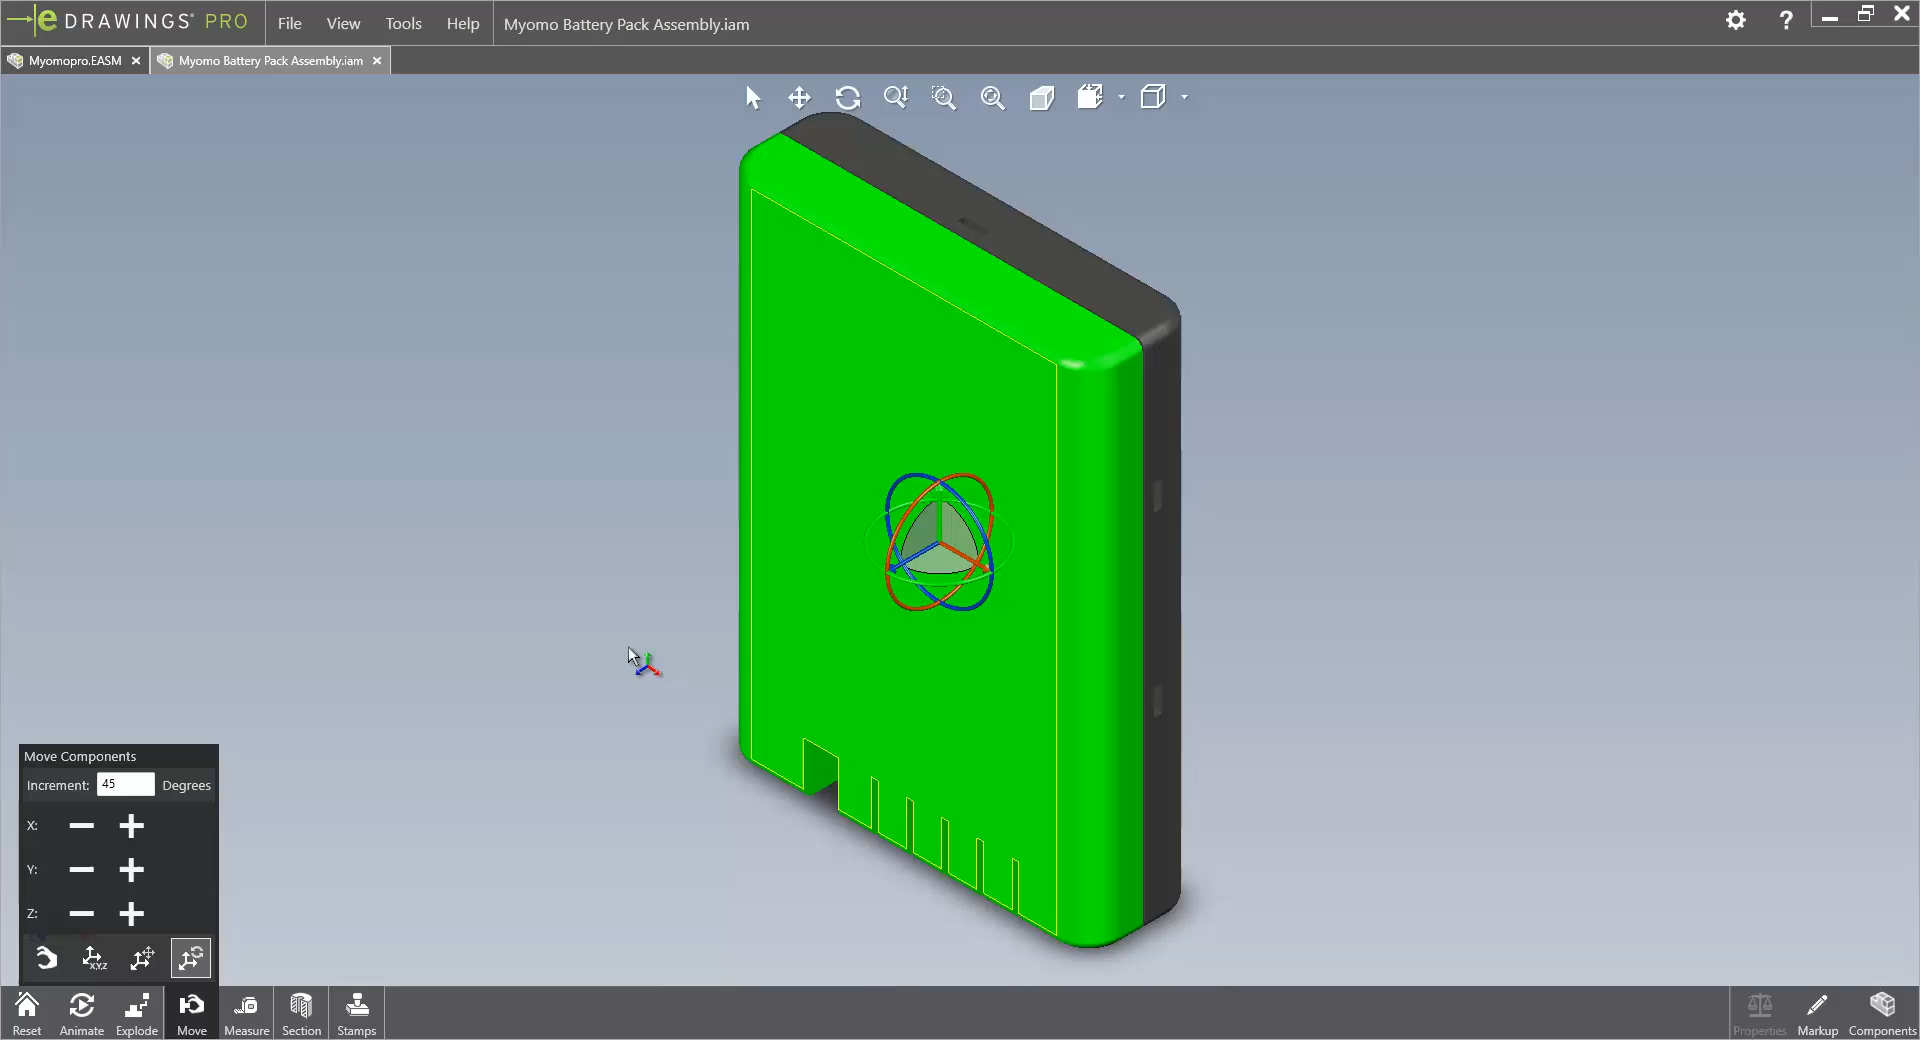 eDRAWINGS® PRO
File View Tools Help Myomo Battery Pack Assembly.iam
Myomopro.EASM
Myomo Battery Pack Assembly.iam
Move Components
Increment: 45 Degrees
X:
Y:
Z:
X,Y,Z
Reset Animate Explode Move Measure Section Stamps Properties Markup Components